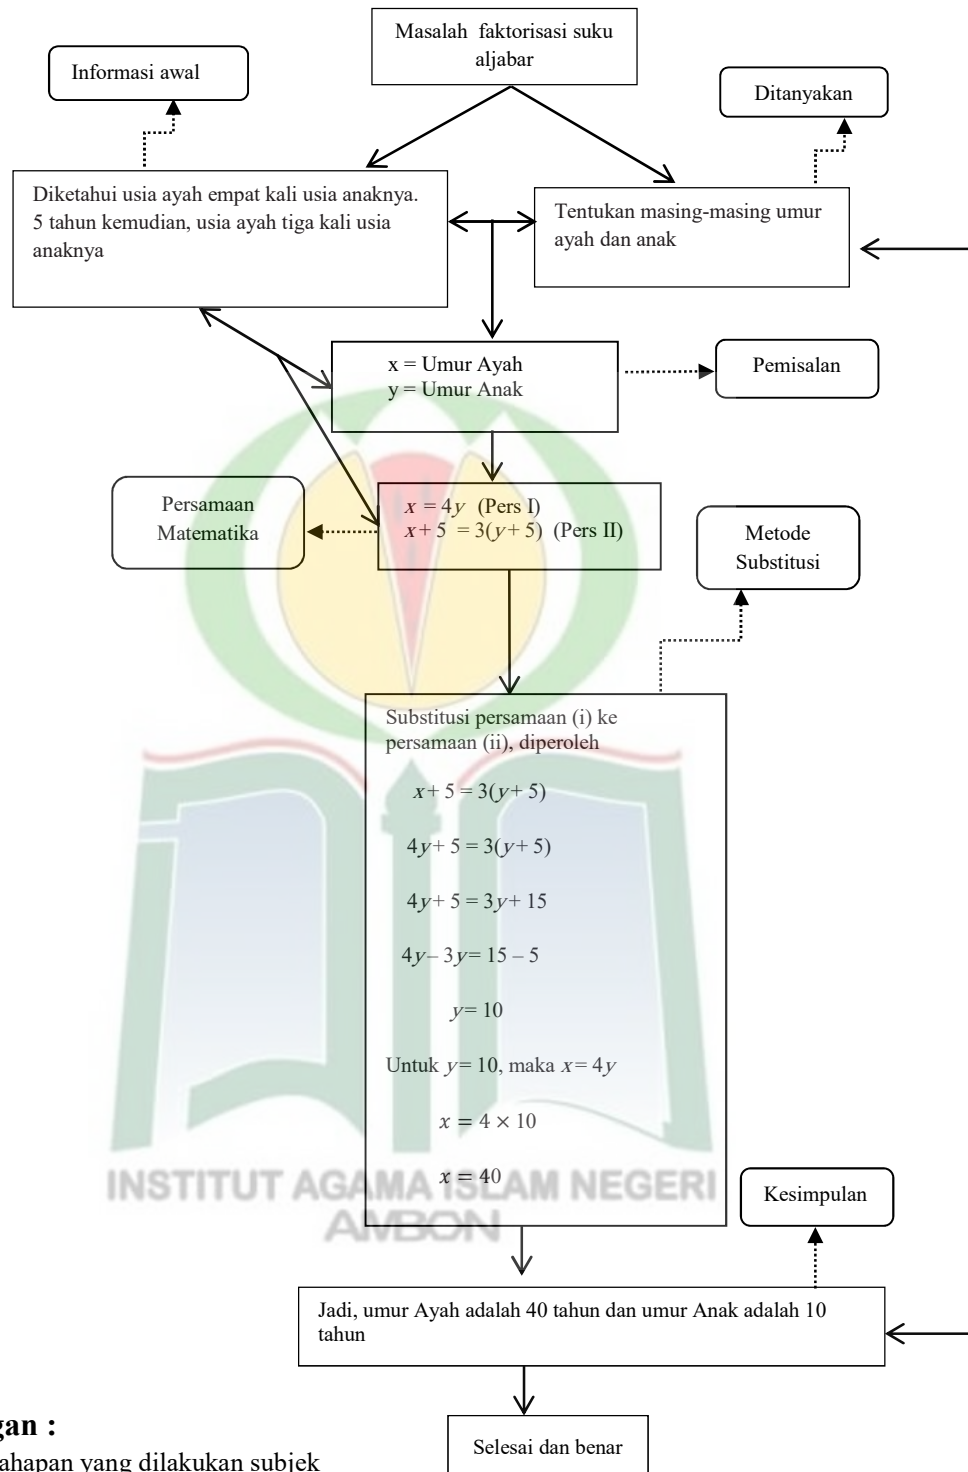 Masalah faktorisasi suku
aljabar
Informasi awal
Ditanyakan
Diketahui usia ayah empat kali usia anaknya.
5 tahun kemudian, usia ayah tiga kali usia
anaknya
Tentukan masing-masing umur
ayah dan anak
x = Umur Ayah
y = Umur Anak
Pemisalan
Persamaan
Matematika
x = 4y (Pers I)
x+5 = 3(y+5) (Pers II)
Metode
Substitusi
Substitusi persamaan (i) ke
persamaan (ii), diperoleh
x+ 5 = 3(y+ 5)
4y+ 5 = 3(y+ 5)
4y+ 5 = 3y+ 15
4y– 3y= 15 – 5
y= 10
Untuk y= 10, maka x= 4y
x = 4 × 10
x = 40
INSTITUT AGAMA ISLAM NEGERI
AMBON
Kesimpulan
Jadi, umur Ayah adalah 40 tahun dan umur Anak adalah 10
tahun
gan :
ahapan yang dilakukan subjek
Selesai dan benar